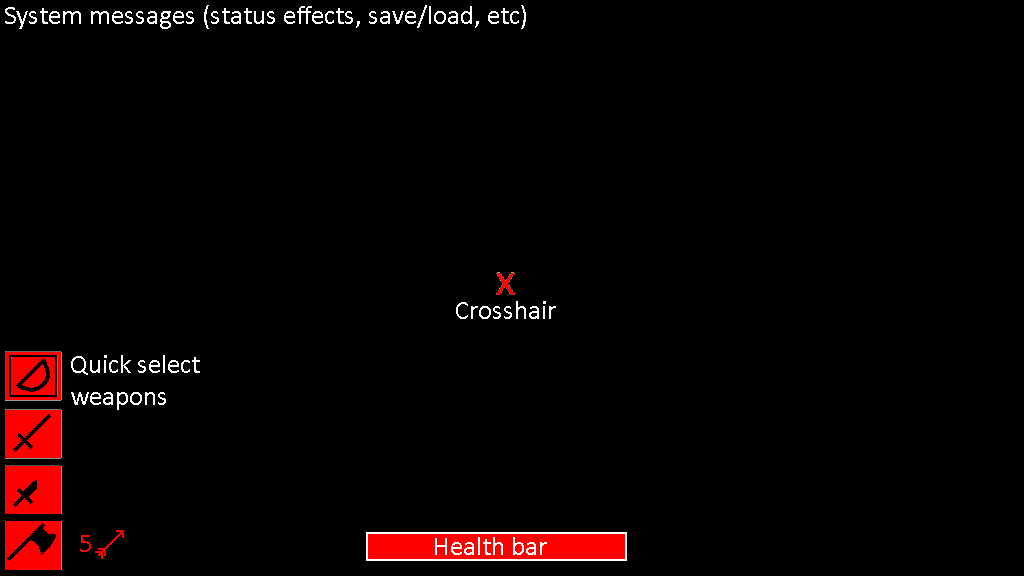 System messages (status effects, save/load, etc)
X
Crosshair
Quick select
weapons
5
Health bar